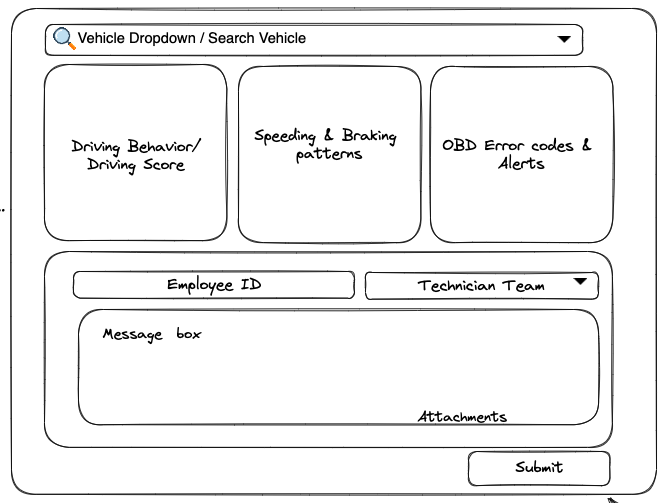 Vehicle Dropdown / Search Vehicle
Driving Behavior/
Driving Score
Speeding & Braking
patterns
OBD Error codes &
Alerts
Employee ID
Technician Team
Message box
Attachments
Submit